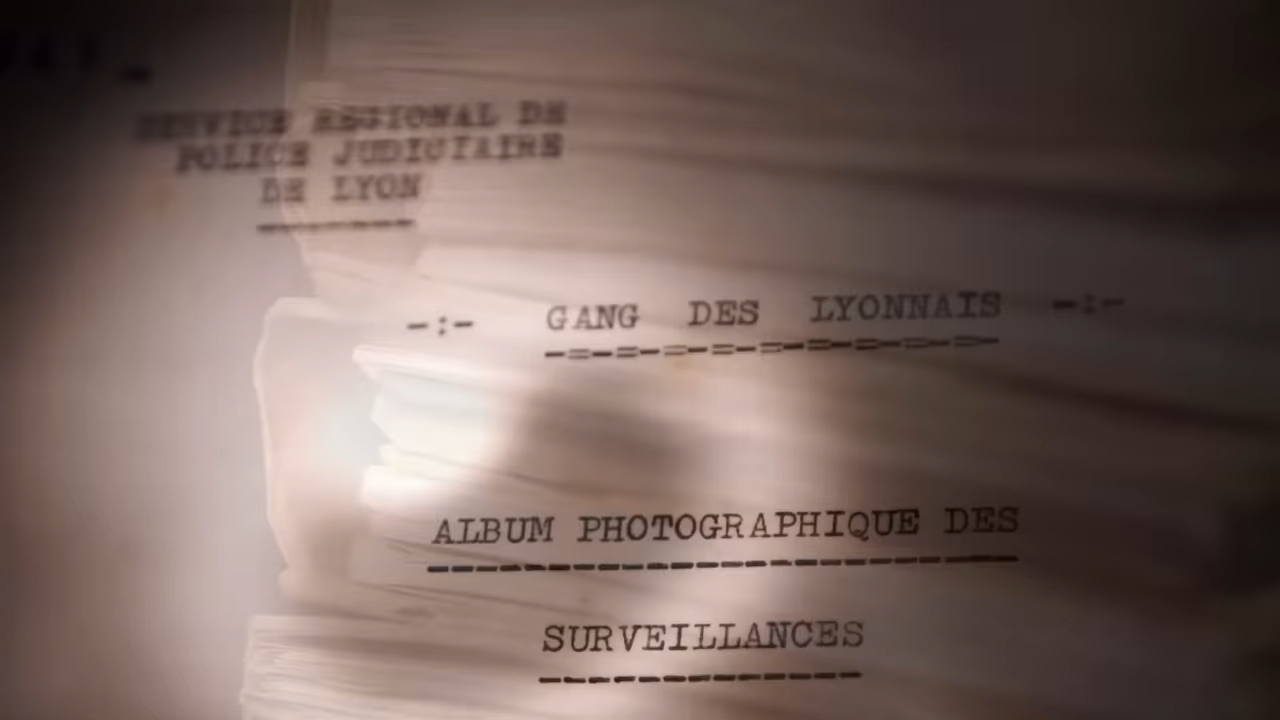 SERVICE REGIONAL DE
POLICE JUDICIAIRE
DE LYON
-:- GANG DES LYONNAIS -:-
ALBUM PHOTOGRAPHIQUE DES
SURVEILLANCES